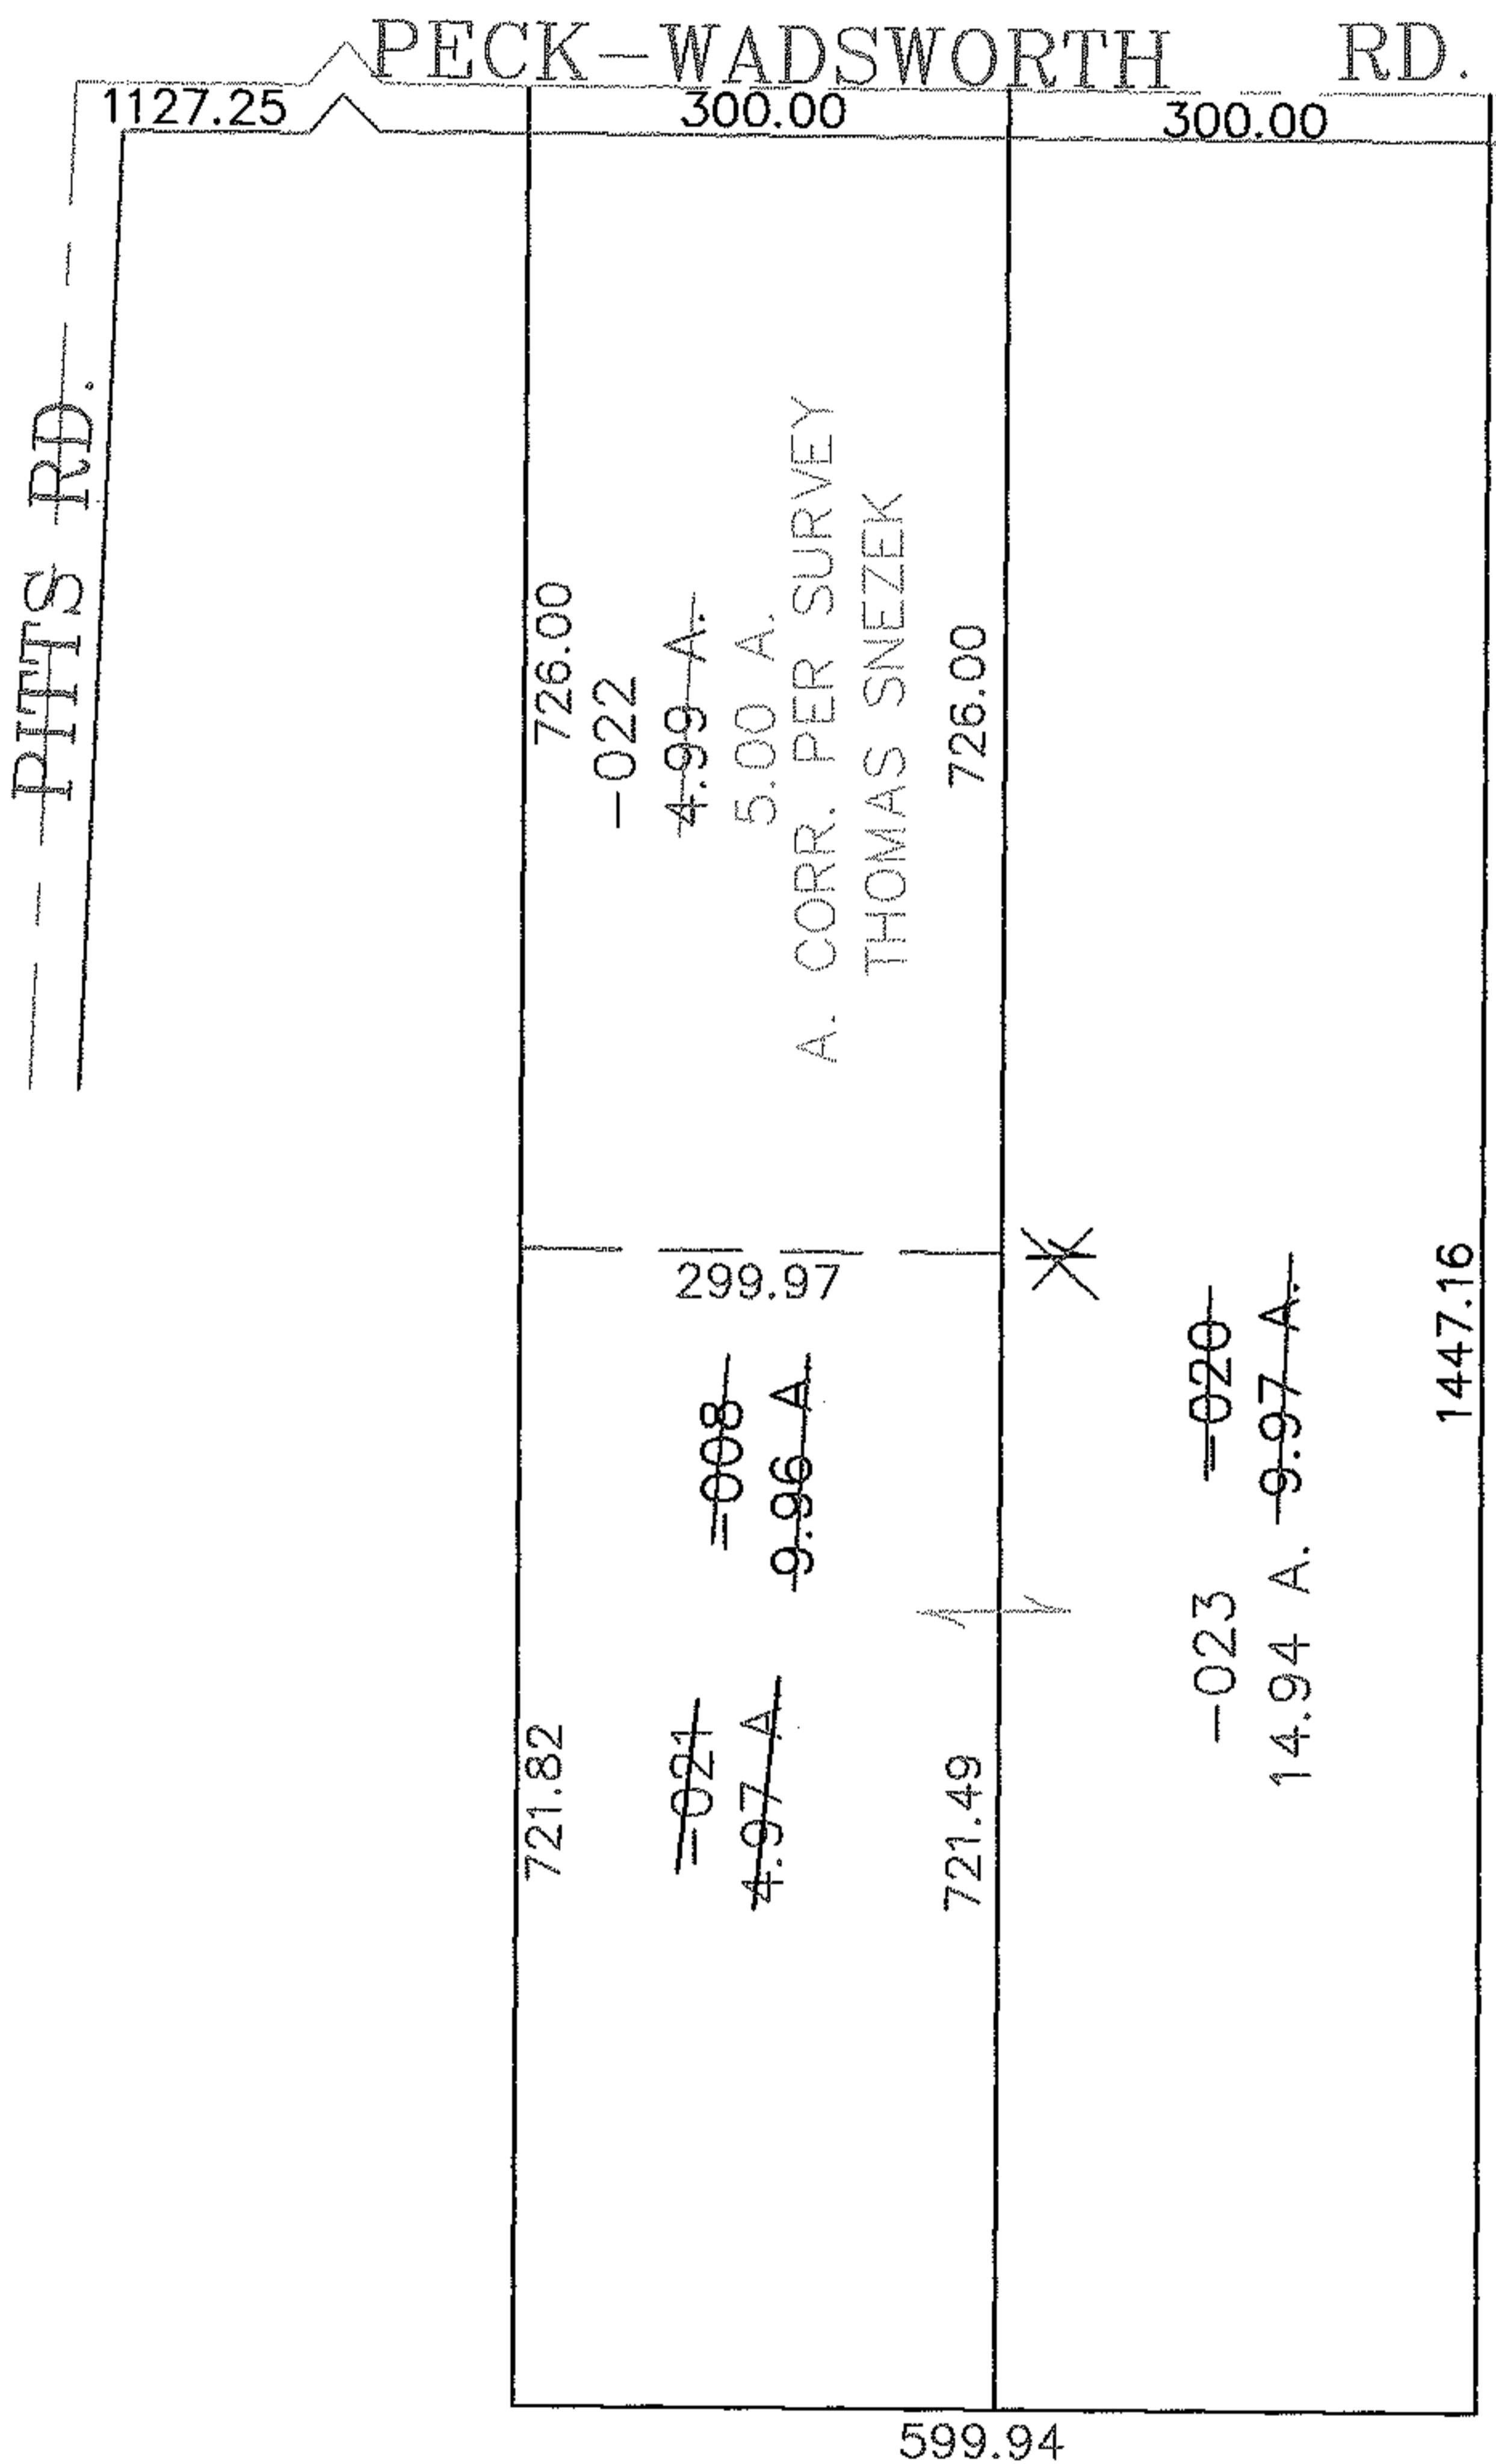 PECK-WADSWORTH RD.
1127.25
300.00
300.00
PITTS RD.
726.00
-022
4.99 A.
5.00 A.
A. CORR. PER SURVEY
THOMAS SNEZEK
726.00
299.97
-008
9.96 A
-020
9.97 A.
1447.16
-021
4.97 A
721.82
721.49
-023
14.94 A.
599.94